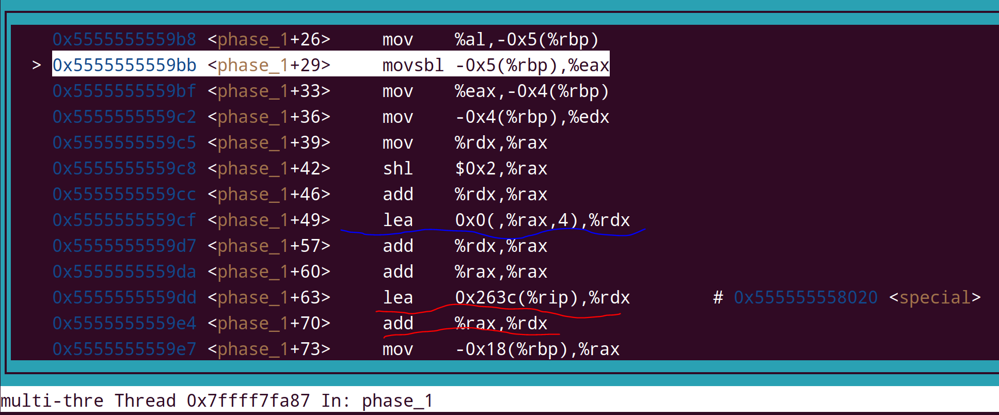 0x5555555559b8 <phase_1+26>     mov    %al,-0x5(%rbp)
> 0x5555555559bb <phase_1+29>     movsbl -0x5(%rbp),%eax
0x5555555559bf <phase_1+33>     mov    %eax,-0x4(%rbp)
0x5555555559c2 <phase_1+36>     mov    -0x4(%rbp),%edx
0x5555555559c5 <phase_1+39>     mov    %rdx,%rax
0x5555555559c8 <phase_1+42>     shl    $0x2,%rax
0x5555555559cc <phase_1+46>     add    %rdx,%rax
0x5555555559cf <phase_1+49>     lea    0x0(,%rax,4),%rdx
0x5555555559d7 <phase_1+57>     add    %rdx,%rax
0x5555555559da <phase_1+60>     add    %rax,%rax
0x5555555559dd <phase_1+63>     lea    0x263c(%rip),%rdx        # 0x555555558020 <special>
0x5555555559e4 <phase_1+70>     add    %rax,%rdx
0x5555555559e7 <phase_1+73>     mov    -0x18(%rbp),%rax
multi-thre Thread 0x7ffff7fa87 In: phase_1